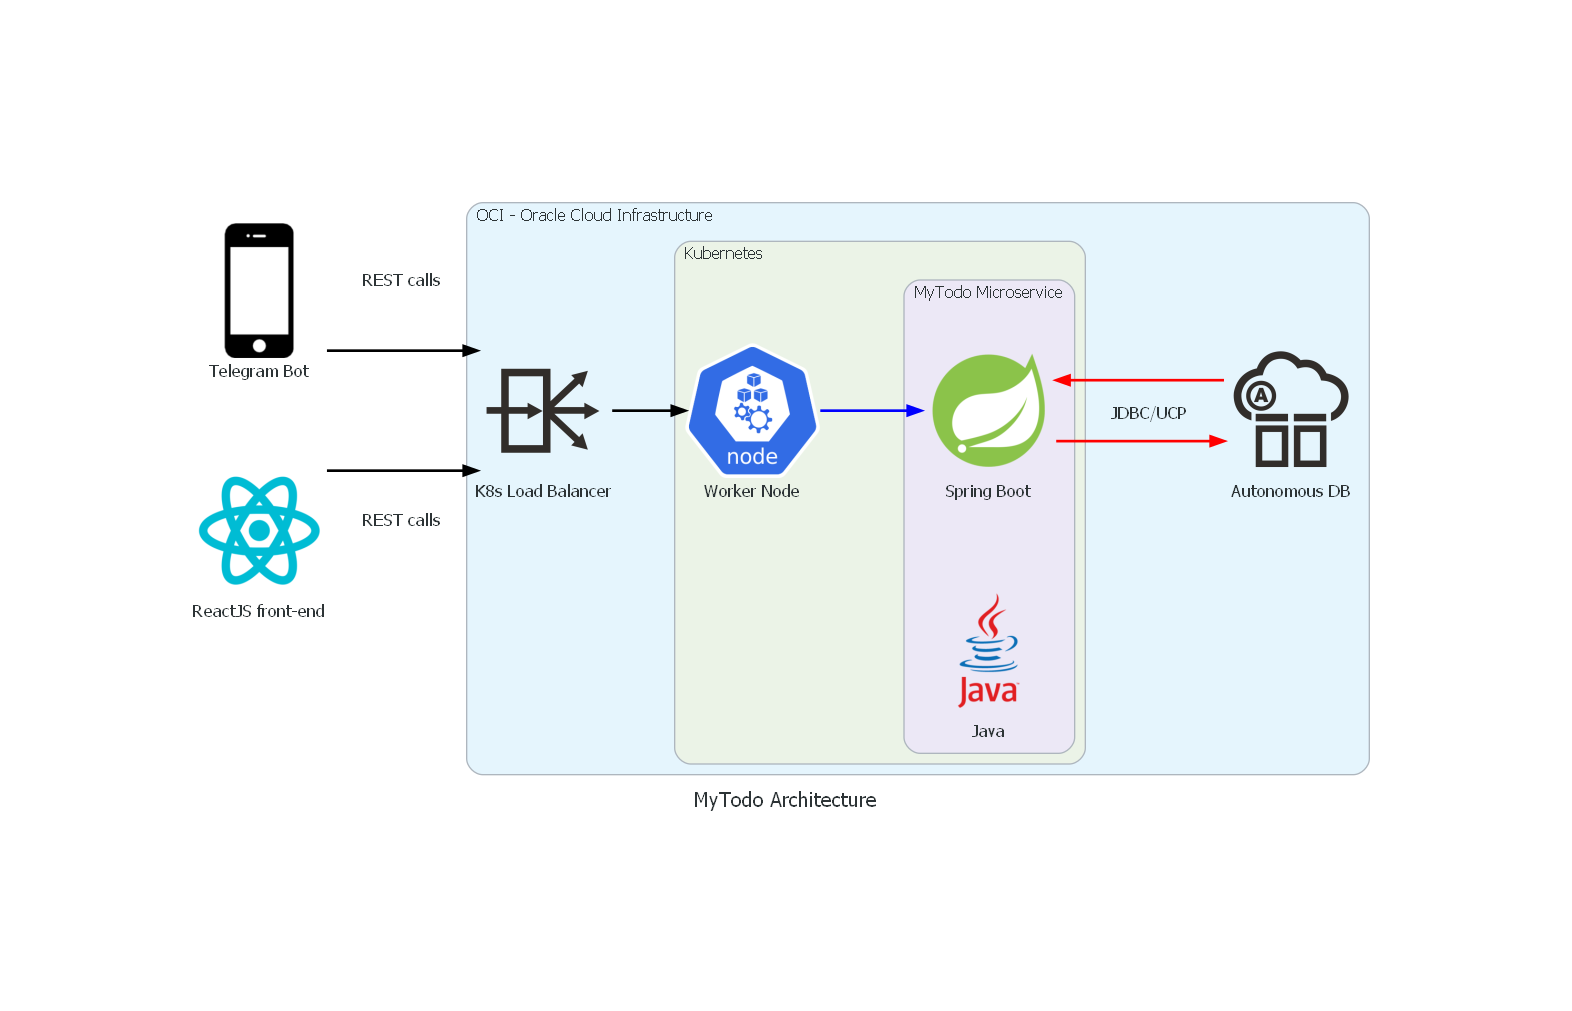 OCI - Oracle Cloud Infrastructure
Kubernetes
MyTodo Microservice
REST calls
Telegram Bot
JDBC/UCP
A
node
K8s Load Balancer
Worker Node
Spring Boot
Autonomous DB
REST calls
ReactJS front-end
Java
Java
MyTodo Architecture